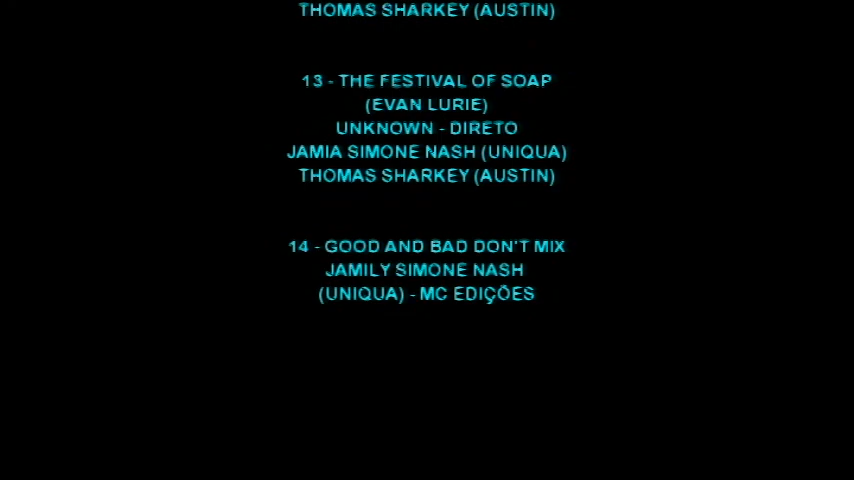 THOMAS SHARKEY (AUSTIN)
13 - THE FESTIVAL OF SOAP
(EVAN LURIE)
UNKNOWN - DIRETO
JAMIA SIMONE NASH (UNIQUA)
THOMAS SHARKEY (AUSTIN)
14 - GOOD AND BAD DON'T MIX
JAMILY SIMONE NASH
(UNIQUA) - MC EDIÇÕES